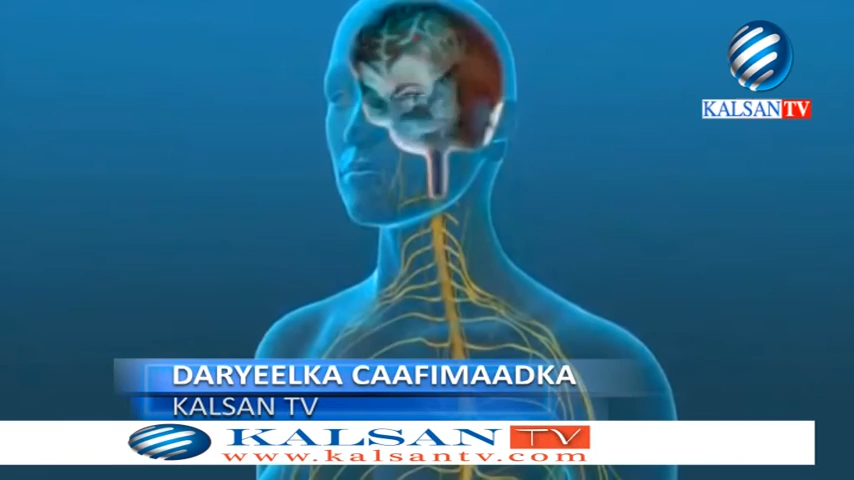 KALSANTV
DARYEELKA CAAFIMAADKA
KALSAN TV
KALSAN TV
www.kalsantv.com